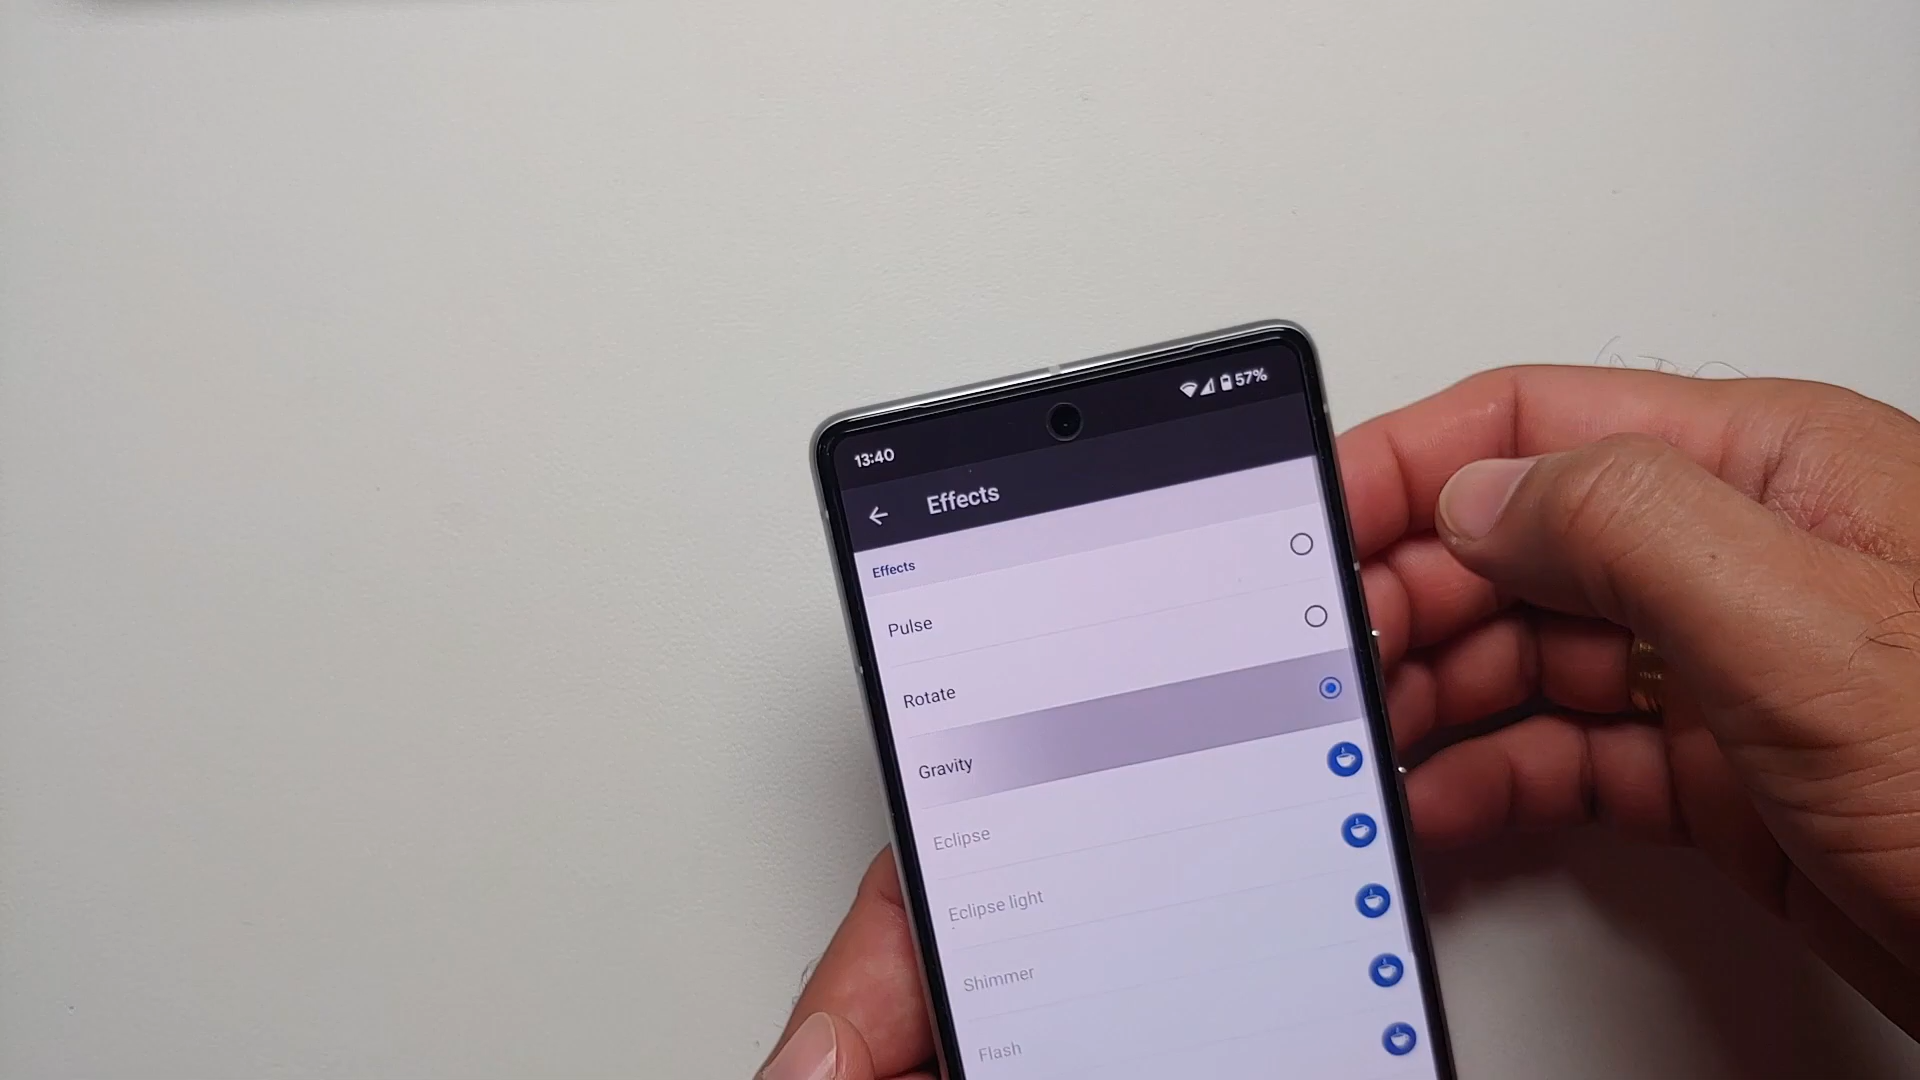 13:40
57%
Effects
Effects
Pulse
Rotate
Gravity
Eclipse
Eclipse light
Shimmer
Flash